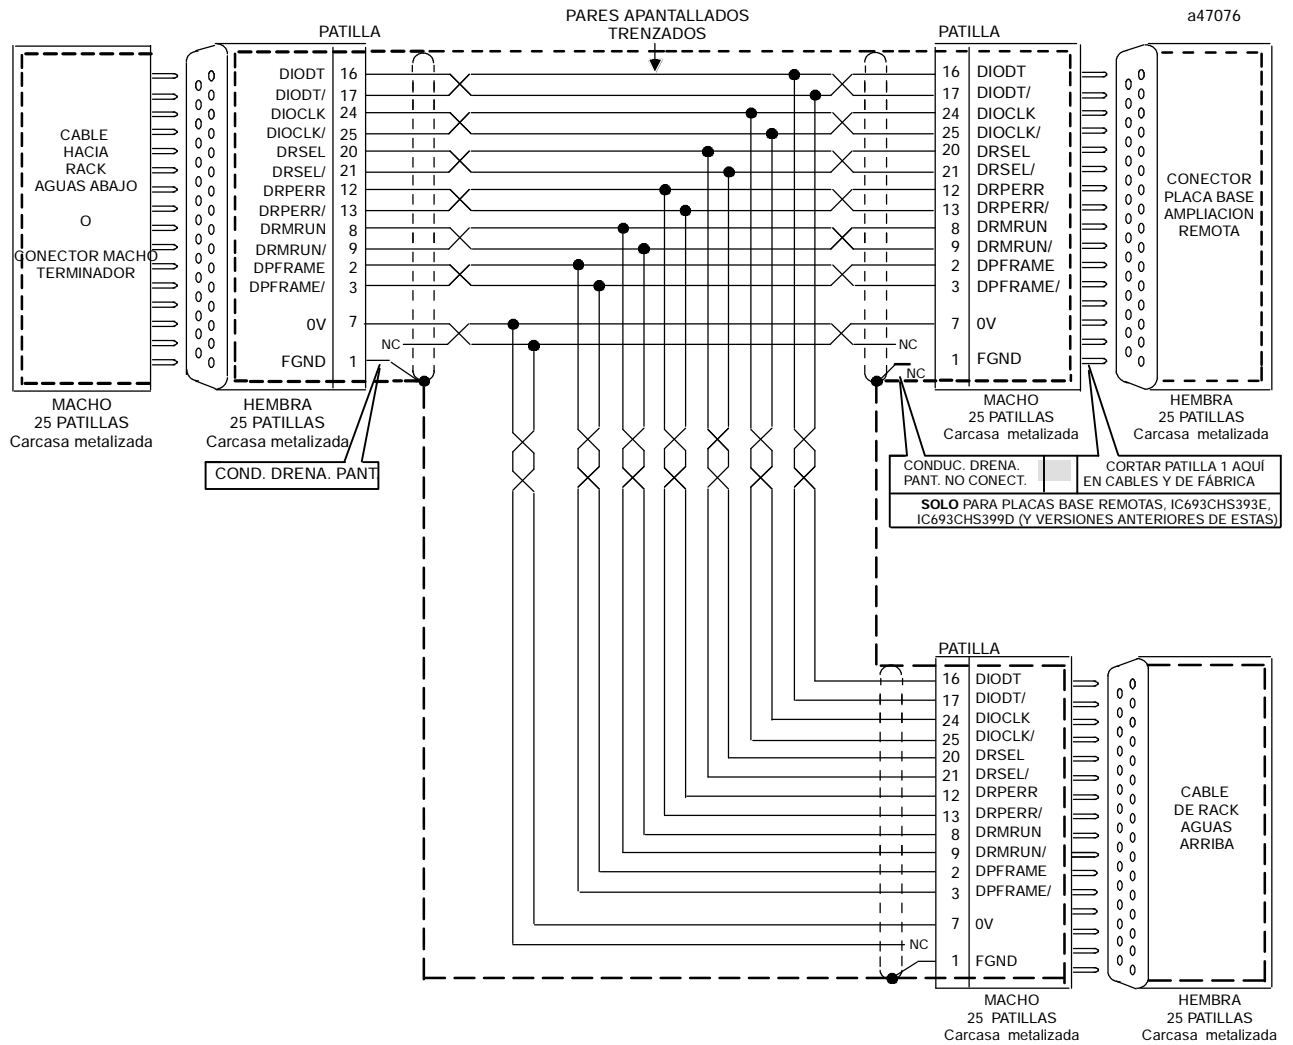 PARES APANTALLADOS
TRENZADOS
a47076
PATILLA
PATILLA
CABLE
HACIA
RACK
AGUAS ABAJO
O
CONECTOR MACHO
TERMINADOR
DIODT 16
DIODT/ 17
DIOCLK 24
DIOCLK/ 25
DRSEL 20
DRSEL/ 21
DRPERR 12
DRPERR/ 13
DRMRUN 8
DRMRUN/ 9
DPFRAME 2
DPFRAME/ 3
0V 7
NC
FGND 1
16 DIODT
17 DIODT/
24 DIOCLK
25 DIOCLK/
20 DRSEL
21 DRSEL/
12 DRPERR
13 DRPERR/
8 DRMRUN
9 DRMRUN/
2 DPFRAME
3 DPFRAME/
7 0V
NC
1 FGND
NC
CONECTOR
PLACA BASE
AMPLIACION
REMOTA
MACHO
25 PATILLAS
Carcasa metalizada
HEMBRA
25 PATILLAS
Carcasa metalizada
MACHO
25 PATILLAS
Carcasa metalizada
HEMBRA
25 PATILLAS
Carcasa metalizada
COND. DRENA. PANT
CONDUC. DRENA.
PANT. NO CONECT.
CORTAR PATILLA 1 AQUÍ
EN CABLES Y DE FÁBRICA
SOLO PARA PLACAS BASE REMOTAS, IC693CHS393E,
IC693CHS399D (Y VERSIONES ANTERIORES DE ESTAS)
PATILLA
16 DIODT
17 DIODT/
24 DIOCLK
25 DIOCLK/
20 DRSEL
21 DRSEL/
12 DRPERR
13 DRPERR/
8 DRMRUN
9 DRMRUN/
2 DPFRAME
3 DPFRAME/
7 0V
NC
1 FGND
CABLE
DE RACK
AGUAS
ARRIBA
MACHO
25 PATILLAS
Carcasa metalizada
HEMBRA
25 PATILLAS
Carcasa metalizada